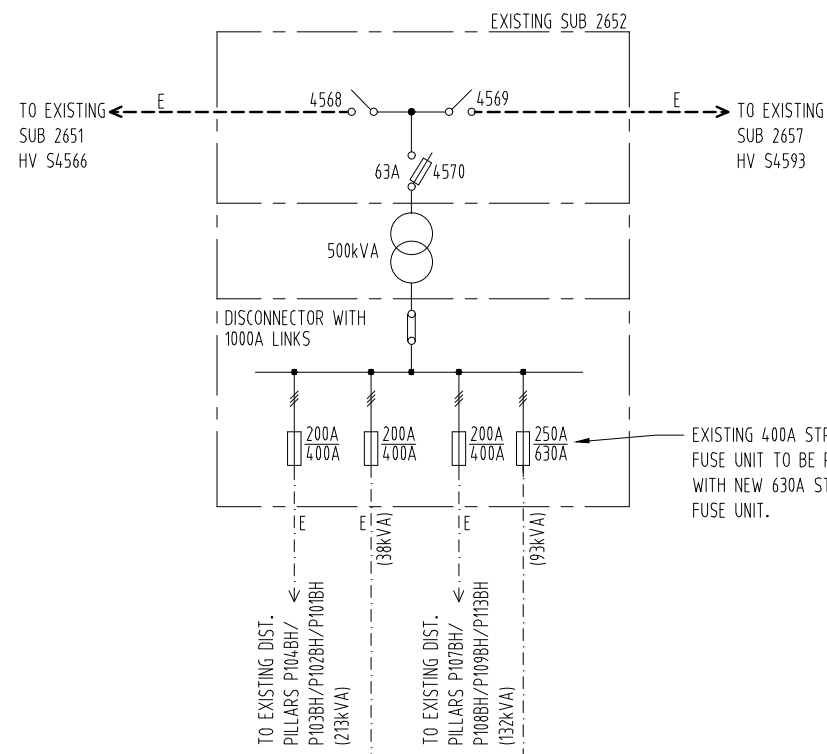 EXISTING SUB 2652
TO EXISTING
SUB 2651
HV S4566
E
4568
4569
E
TO EXISTING
SUB 2657
HV S4593
63A
4570
500kVA
DISCONNECTOR WITH
1000A LINKS
200A
400A
200A
400A
200A
400A
250A
630A
EXISTING 400A
FUSE UNIT TO BE
WITH NEW 630A
FUSE UNIT.
E
E
(38kVA)
E
(93kVA)
TO EXISTING DIST.
PILLARS P104BH/
P103BH/P102BH/P101BH
(213kVA)
TO EXISTING DIST.
PILLARS P107BH/
P108BH/P109BH/P113BH
(132kVA)